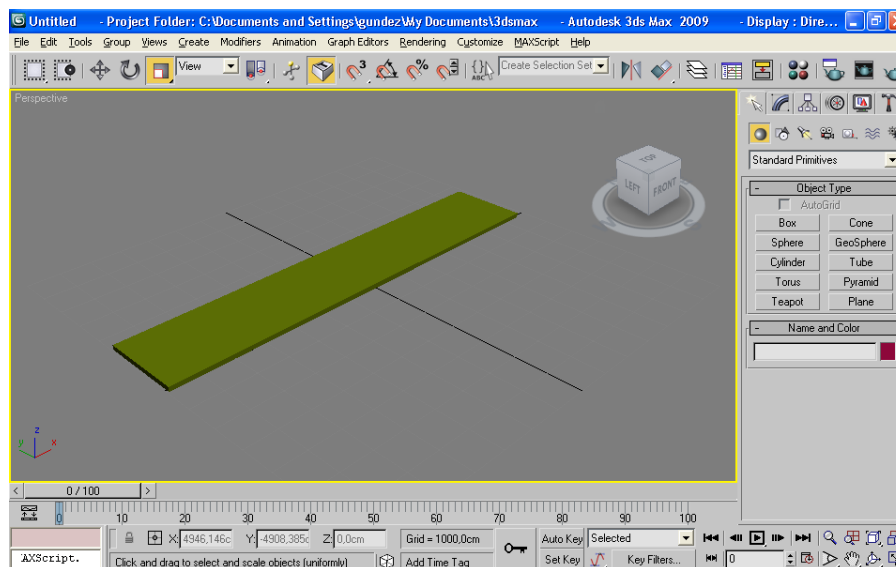 Untitled - Project Folder: C:\Documents and Settings\gundez\My Documents\3dsmax - Autodesk 3ds Max 2009 - Display : Dire...
File Edit Tools Group Views Create Modifiers Animation Graph Editors Rendering Customize MAXScript Help
View 3 % ABC Create Selection Set
Perspective
TOP
LEFT FRONT
Standard Primitives
- Object Type
AutoGrid
Box Cone
Sphere GeoSphere
Cylinder Tube
Torus Pyramid
Teapot Plane
- Name and Color
z
y x
< 0 / 100 >
0 10 20 30 40 50 60 70 80 90 100
X: 4946,146c Y: -4908,385c Z: 0,0cm Grid = 1000,0cm Auto Key Selected
AXScript. Click and drag to select and scale objects (uniformly) Add Time Tag Set Key Key Filters... 0